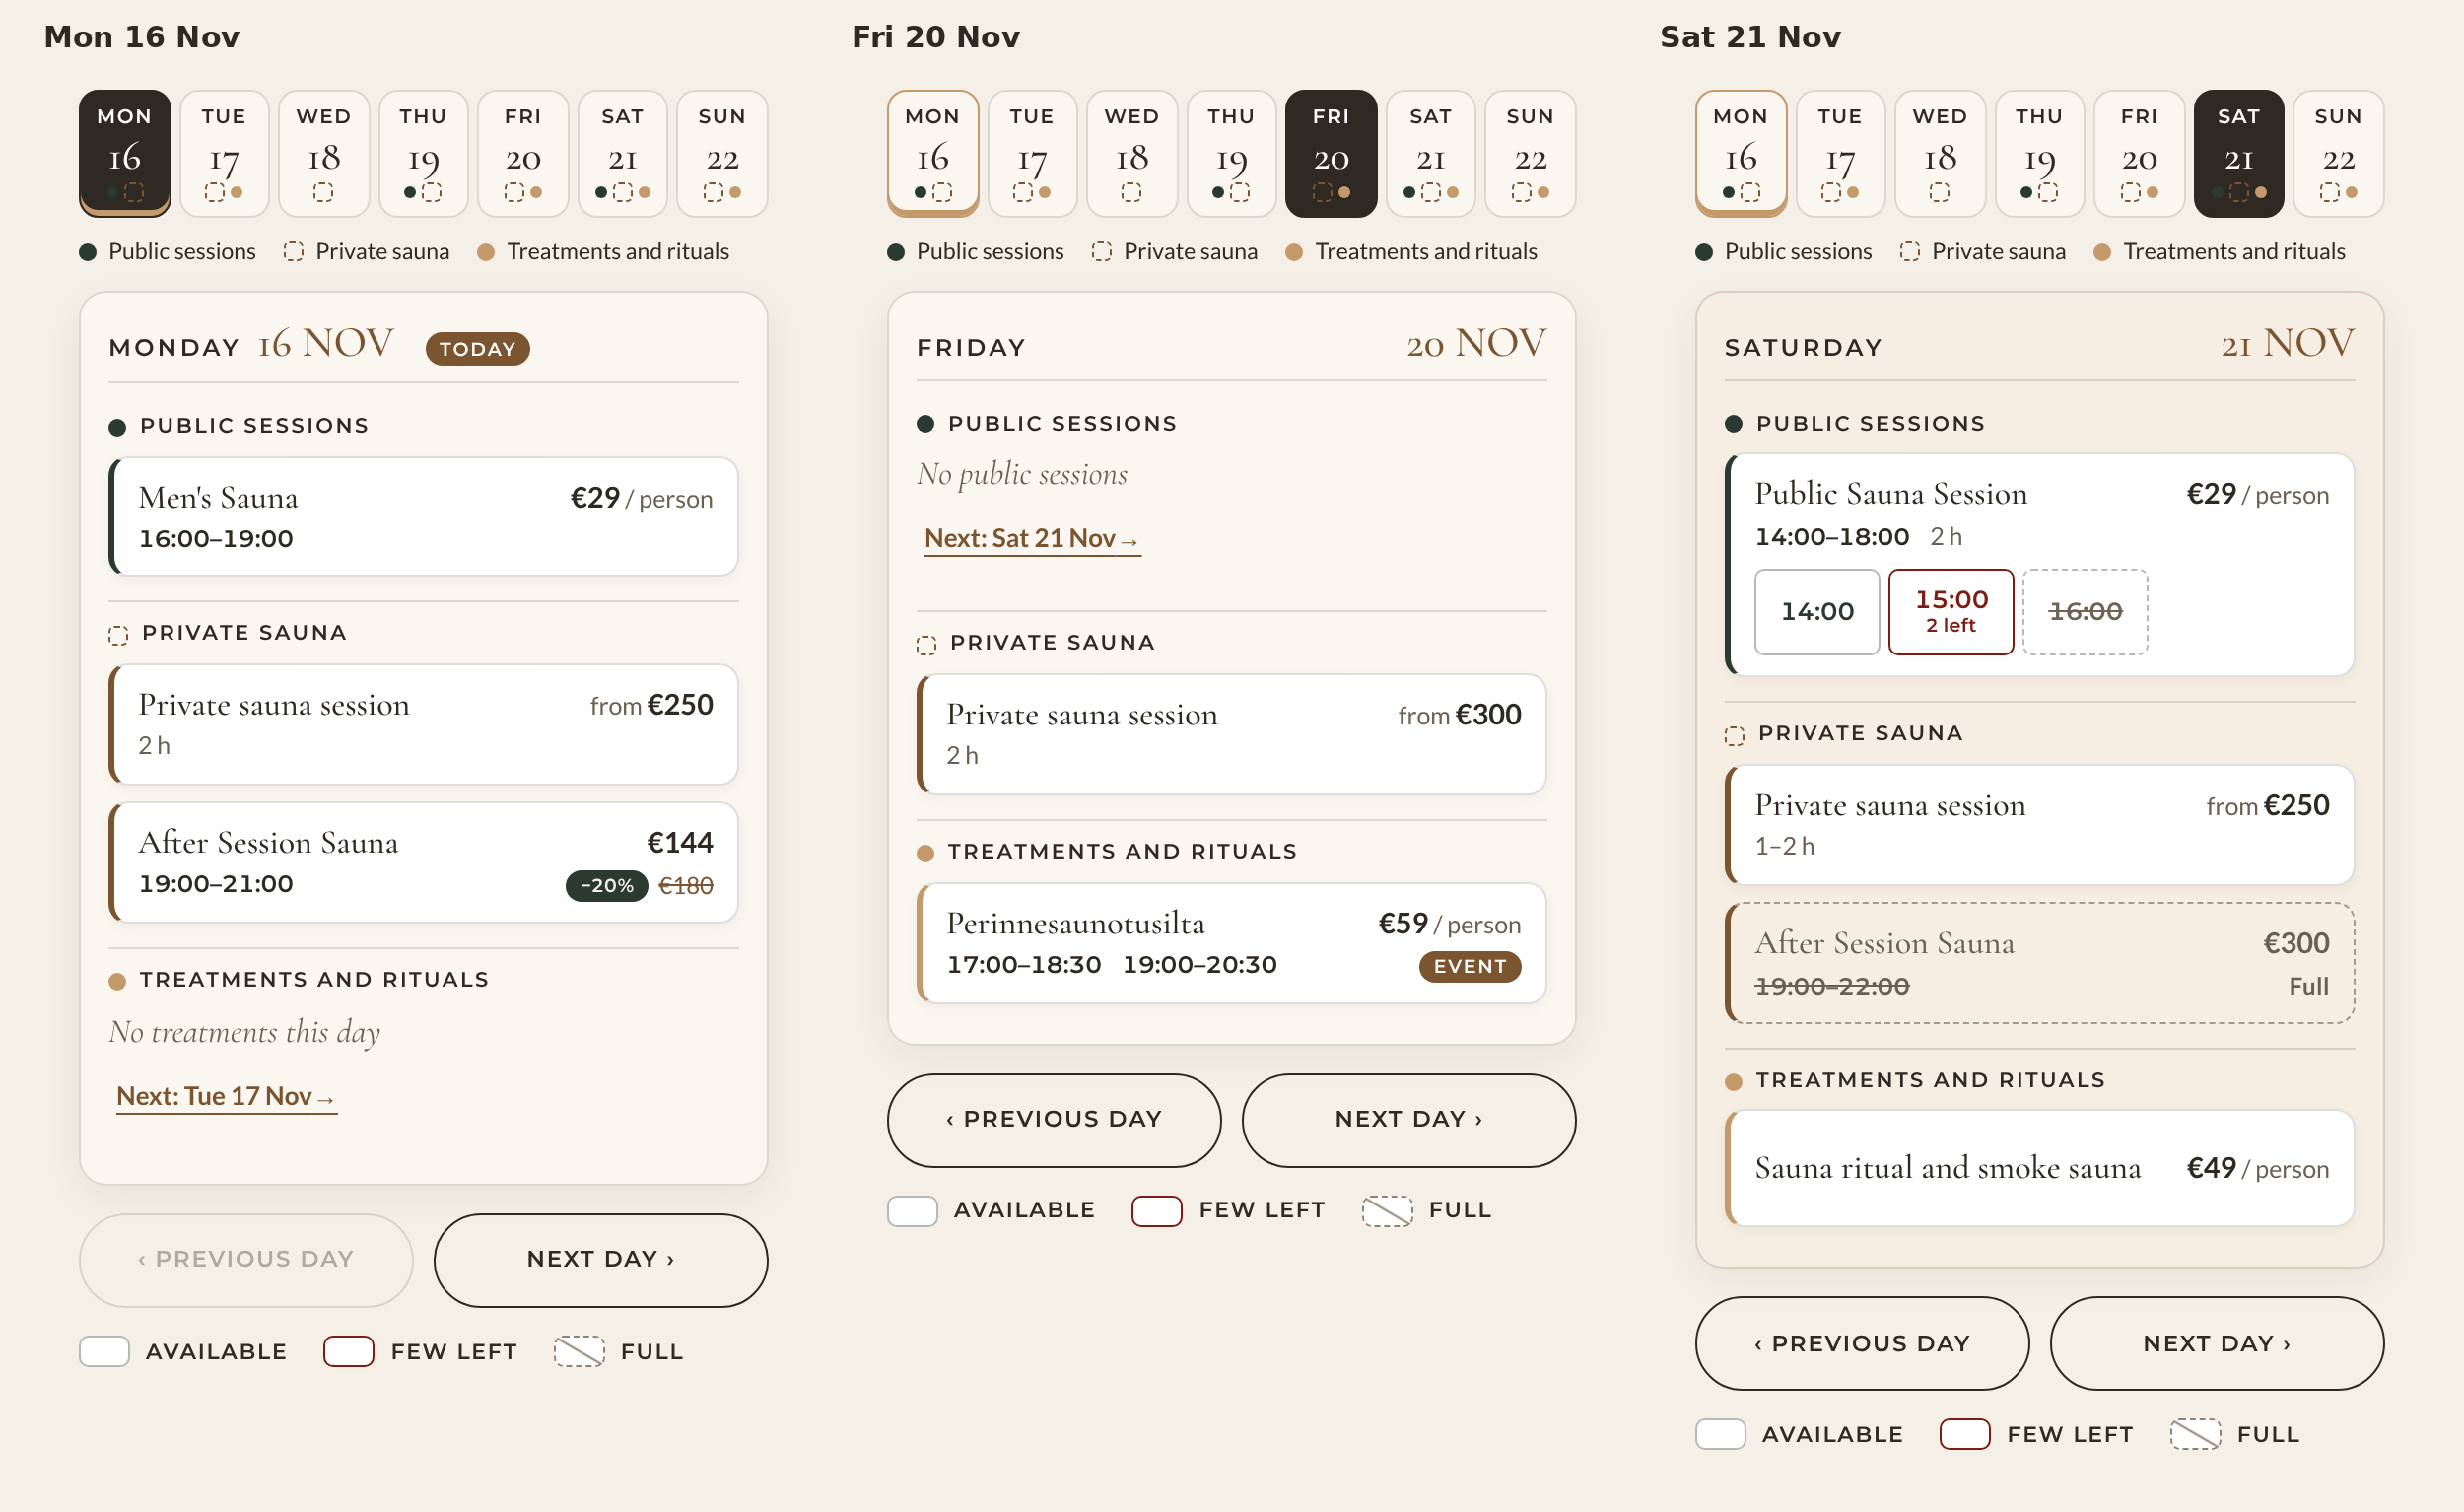 Mon 16 Nov
MON TUE WED THU FRI SAT SUN
16 17 18 19 20 21 22
Public sessions Private sauna Treatments and rituals
MONDAY 16 NOV TODAY
PUBLIC SESSIONS
Men's Sauna €29 / person
16:00–19:00
PRIVATE SAUNA
Private sauna session from €250
2 h
After Session Sauna €144
19:00–21:00 −20% €180
TREATMENTS AND RITUALS
No treatments this day
Next: Tue 17 Nov→
‹ PREVIOUS DAY NEXT DAY ›
AVAILABLE FEW LEFT FULL
Fri 20 Nov
MON TUE WED THU FRI SAT SUN
16 17 18 19 20 21 22
Public sessions Private sauna Treatments and rituals
FRIDAY 20 NOV
PUBLIC SESSIONS
No public sessions
Next: Sat 21 Nov→
PRIVATE SAUNA
Private sauna session from €300
2 h
TREATMENTS AND RITUALS
Perinnesaunotusilta €59 / person
17:00–18:30 19:00–20:30 EVENT
‹ PREVIOUS DAY NEXT DAY ›
AVAILABLE FEW LEFT FULL
Sat 21 Nov
MON TUE WED THU FRI SAT SUN
16 17 18 19 20 21 22
Public sessions Private sauna Treatments and rituals
SATURDAY 21 NOV
PUBLIC SESSIONS
Public Sauna Session €29 / person
14:00–18:00 2 h
14:00 15:00 16:00
2 left
PRIVATE SAUNA
Private sauna session from €250
1–2 h
After Session Sauna €300
19:00–22:00 Full
TREATMENTS AND RITUALS
Sauna ritual and smoke sauna €49 / person
‹ PREVIOUS DAY NEXT DAY ›
AVAILABLE FEW LEFT FULL